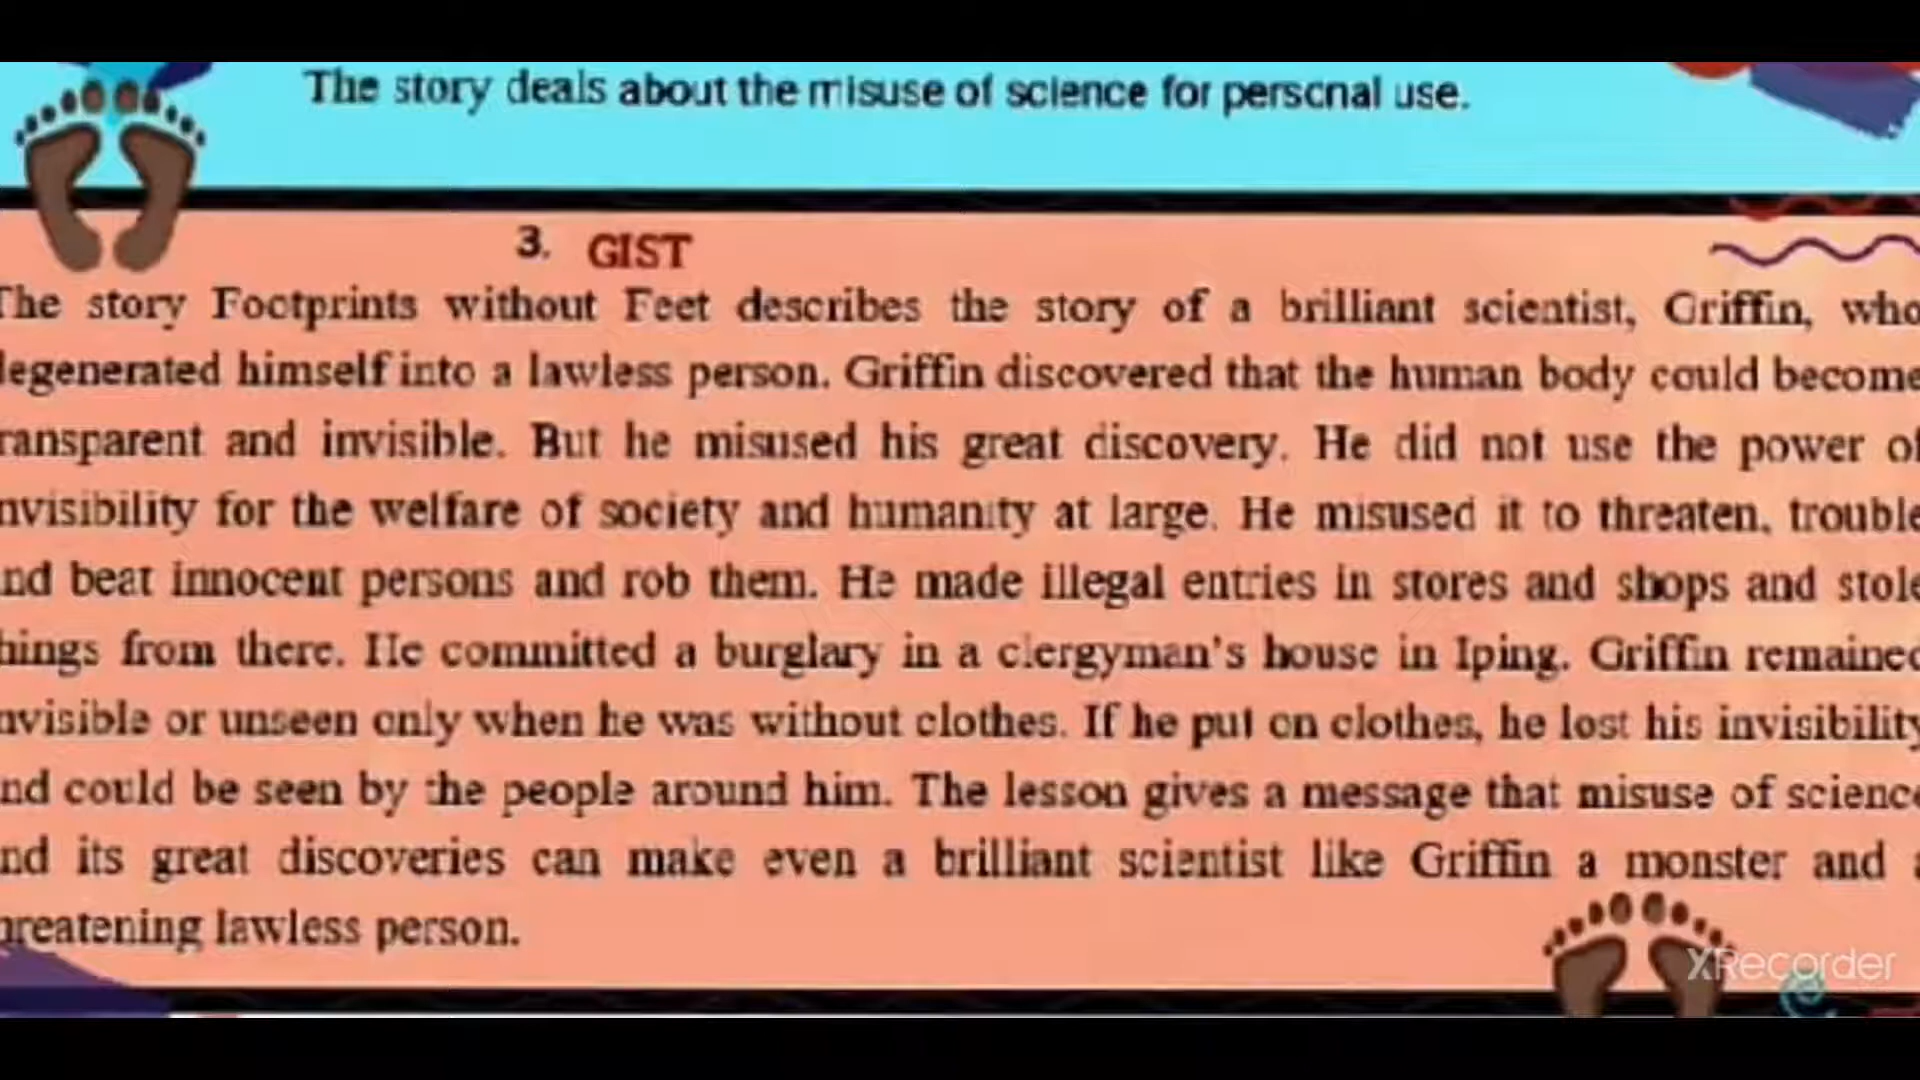 The story deals about the misuse of science for personal use.
3. GIST
The story Footprints without Feet describes the story of a brilliant scientist, Griffin, who
degenerated himself into a lawless person. Griffin discovered that the human body could become
ransparent and invisible. But he misused his great discovery. He did not use the power of
nvisibility for the welfare of society and humanity at large. He misused it to threaten, trouble
nd beat innocent persons and rob them. He made illegal entries in stores and shops and stole
hings from there. He committed a burglary in a clergyman's house in Iping. Griffin remained
nvisible or unseen only when he was without clothes. If he put on clothes, he lost his invisibility
nd could be seen by the people around him. The lesson gives a message that misuse of science
nd its great discoveries can make even a brilliant scientist like Griffin a monster and a
hreatening lawless person.
XRecorder